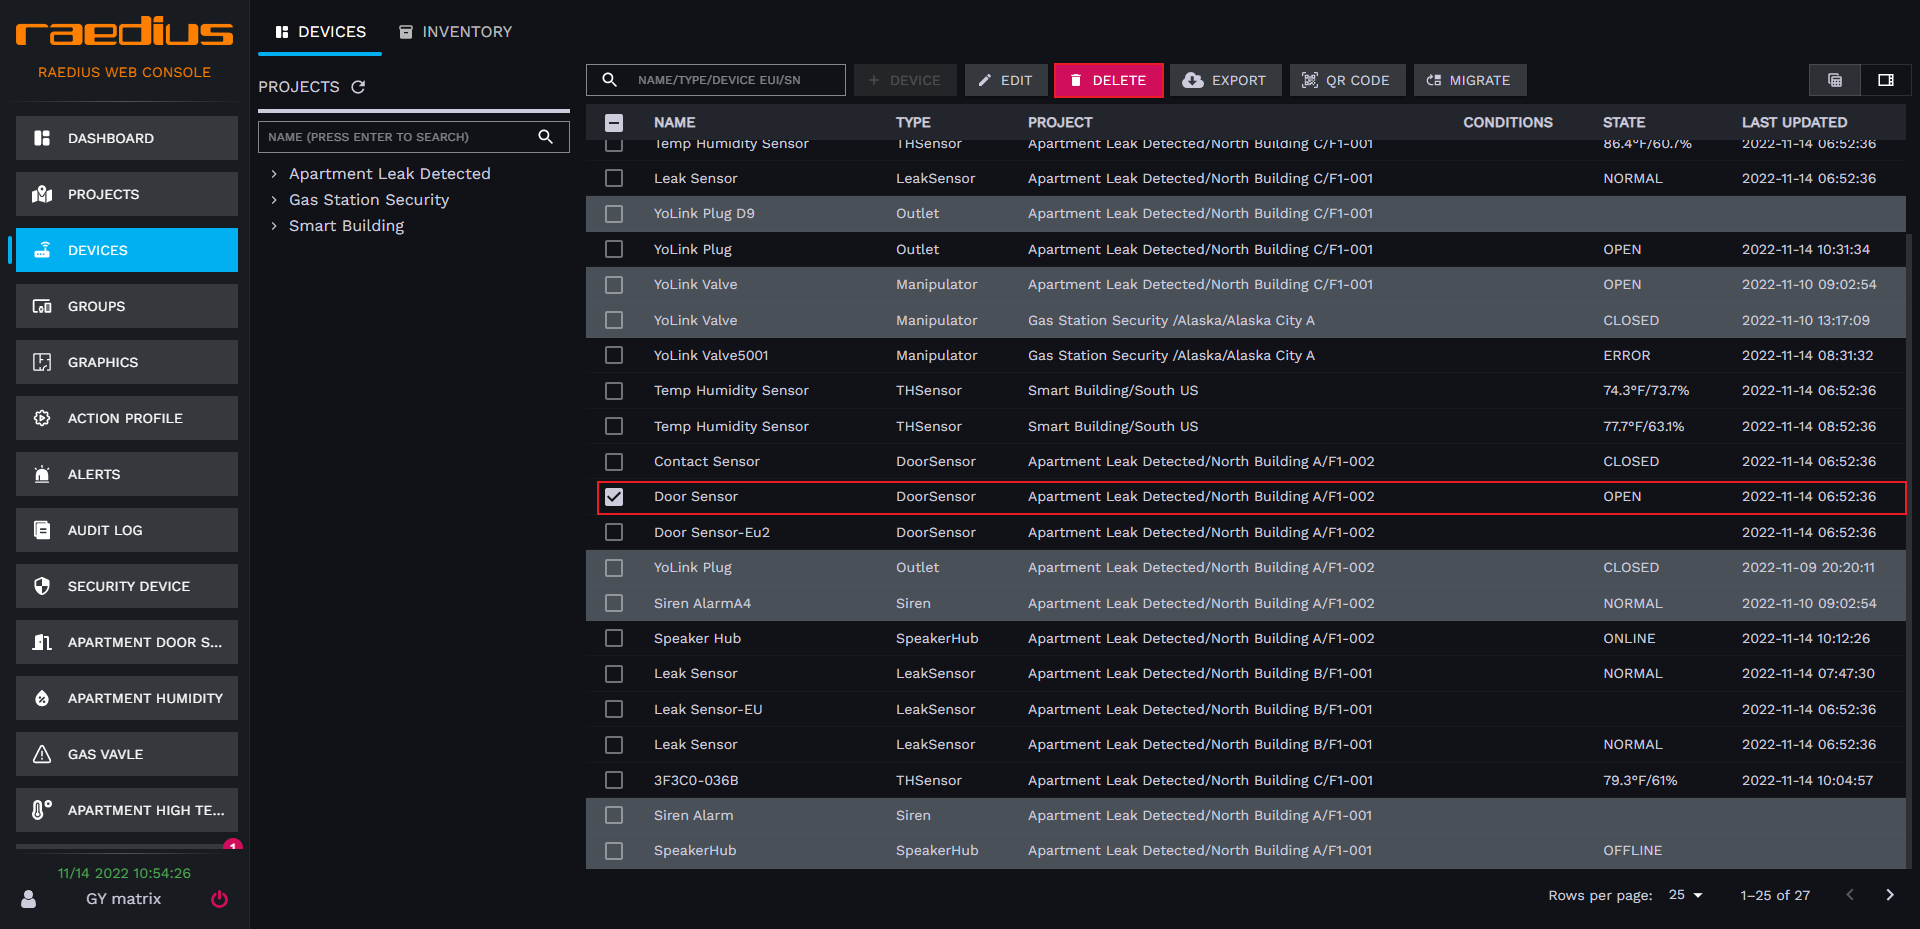 raedius
RAEDIUS WEB CONSOLE
DASHBOARD
PROJECTS
DEVICES
GROUPS
GRAPHICS
ACTION PROFILE
ALERTS
AUDIT LOG
SECURITY DEVICE
APARTMENT DOOR S...
APARTMENT HUMIDITY
GAS VAVLE
APARTMENT HIGH TE...
1
11/14 2022 10:54:26
GY matrix
DEVICES INVENTORY
PROJECTS
NAME (PRESS ENTER TO SEARCH)
Apartment Leak Detected
Gas Station Security
Smart Building
NAME/TYPE/DEVICE EUI/SN + DEVICE EDIT DELETE EXPORT QR CODE MIGRATE
NAME TYPE PROJECT CONDITIONS STATE LAST UPDATED
Temp Humidity Sensor THSensor Apartment Leak Detected/North Building C/F1-001 86.4°F/60.7% 2022-11-14 06:52:36
Leak Sensor LeakSensor Apartment Leak Detected/North Building C/F1-001 NORMAL 2022-11-14 06:52:36
YoLink Plug D9 Outlet Apartment Leak Detected/North Building C/F1-001
YoLink Plug Outlet Apartment Leak Detected/North Building C/F1-001 OPEN 2022-11-14 10:31:34
YoLink Valve Manipulator Apartment Leak Detected/North Building C/F1-001 OPEN 2022-11-10 09:02:54
YoLink Valve Manipulator Gas Station Security /Alaska/Alaska City A CLOSED 2022-11-10 13:17:09
YoLink Valve5001 Manipulator Gas Station Security /Alaska/Alaska City A ERROR 2022-11-14 08:31:32
Temp Humidity Sensor THSensor Smart Building/South US 74.3°F/73.7% 2022-11-14 06:52:36
Temp Humidity Sensor THSensor Smart Building/South US 77.7°F/63.1% 2022-11-14 08:52:36
Contact Sensor DoorSensor Apartment Leak Detected/North Building A/F1-002 CLOSED 2022-11-14 06:52:36
Door Sensor DoorSensor Apartment Leak Detected/North Building A/F1-002 OPEN 2022-11-14 06:52:36
Door Sensor-Eu2 DoorSensor Apartment Leak Detected/North Building A/F1-002 2022-11-14 06:52:36
YoLink Plug Outlet Apartment Leak Detected/North Building A/F1-002 CLOSED 2022-11-09 20:20:11
Siren AlarmA4 Siren Apartment Leak Detected/North Building A/F1-002 NORMAL 2022-11-10 09:02:54
Speaker Hub SpeakerHub Apartment Leak Detected/North Building A/F1-002 ONLINE 2022-11-14 10:12:26
Leak Sensor LeakSensor Apartment Leak Detected/North Building B/F1-001 NORMAL 2022-11-14 07:47:30
Leak Sensor-EU LeakSensor Apartment Leak Detected/North Building B/F1-001 2022-11-14 06:52:36
Leak Sensor LeakSensor Apartment Leak Detected/North Building B/F1-001 NORMAL 2022-11-14 06:52:36
3F3C0-036B THSensor Apartment Leak Detected/North Building C/F1-001 79.3°F/61% 2022-11-14 10:04:57
Siren Alarm Siren Apartment Leak Detected/North Building A/F1-001
SpeakerHub SpeakerHub Apartment Leak Detected/North Building A/F1-001 OFFLINE
Rows per page: 25 1–25 of 27